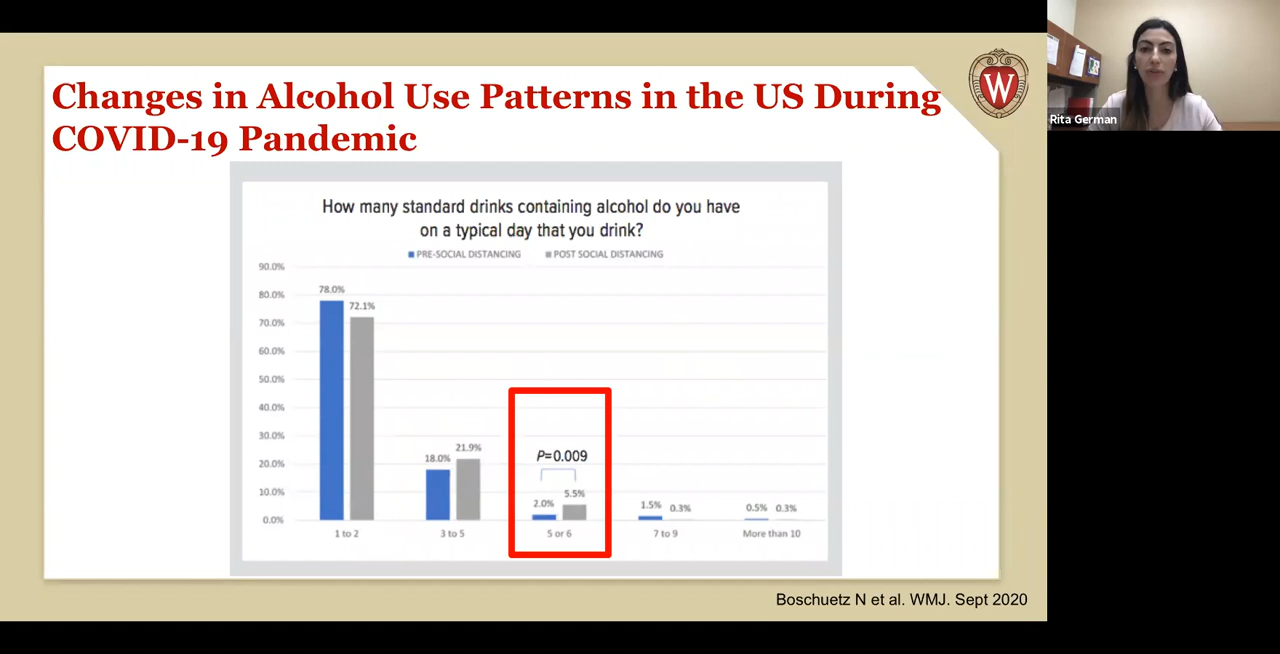 Changes in Alcohol Use Patterns in the US During
COVID-19 Pandemic
How many standard drinks containing alcohol do you have
on a typical day that you drink?
PRE-SOCIAL DISTANCING POST SOCIAL DISTANCING
90.0%
80.0%
70.0%
60.0%
50.0%
40.0%
30.0%
20.0%
10.0%
0.0%
78.0%
72.1%
18.0%
21.9%
P=0.009
2.0%
5.5%
1.5%
0.3%
0.5%
0.3%
1 to 2
3 to 5
5 or 6
7 to 9
More than 10
Boschuetz N et al. WMJ. Sept 2020
W
Rita German